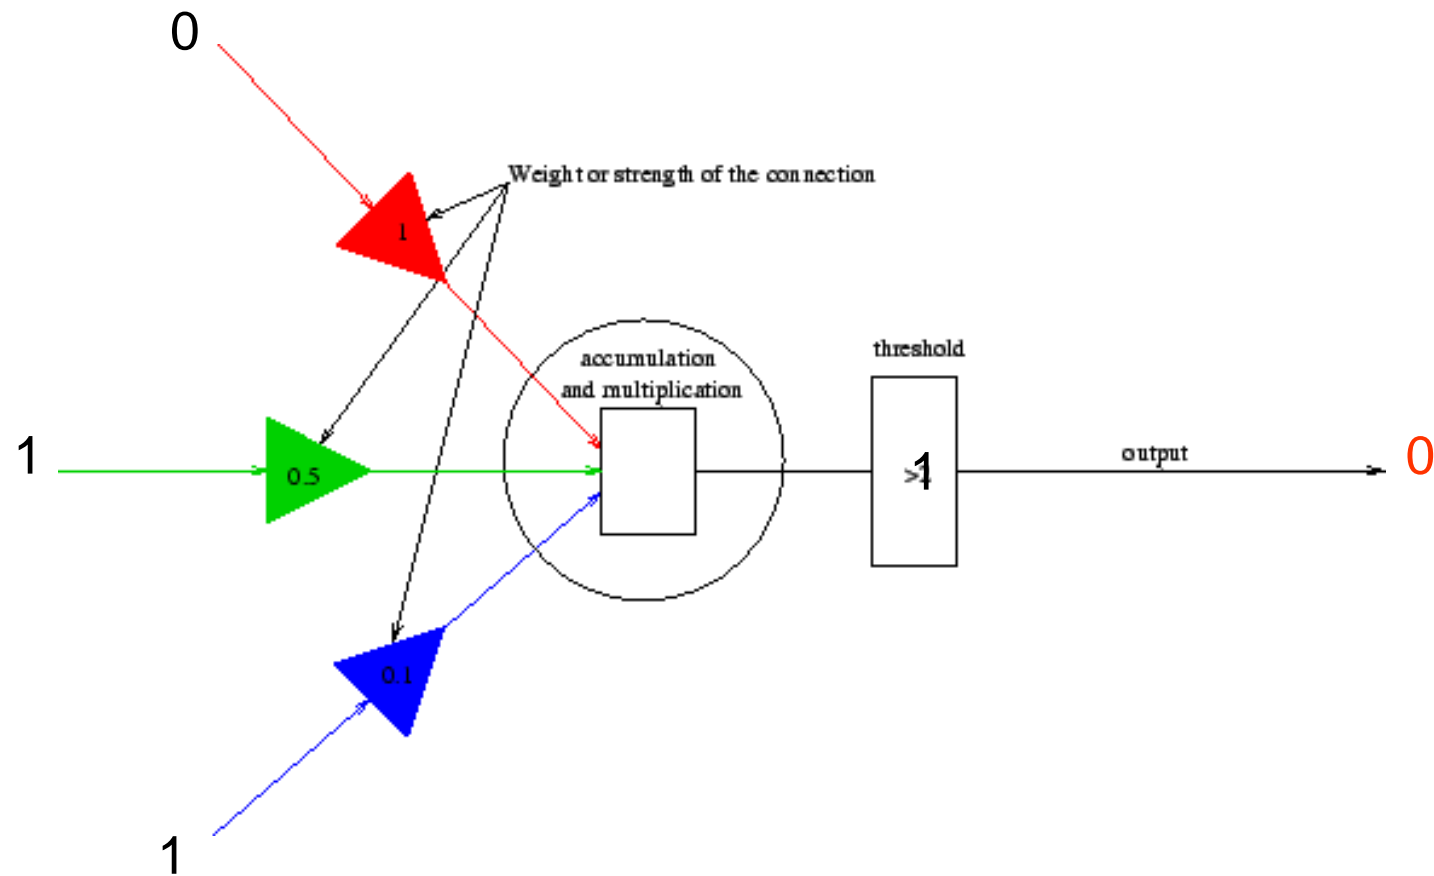 0
Weight or strength of the connection
1
threshold
accumulation
and multiplication
1
0.5
>1
output
0
0.1
1